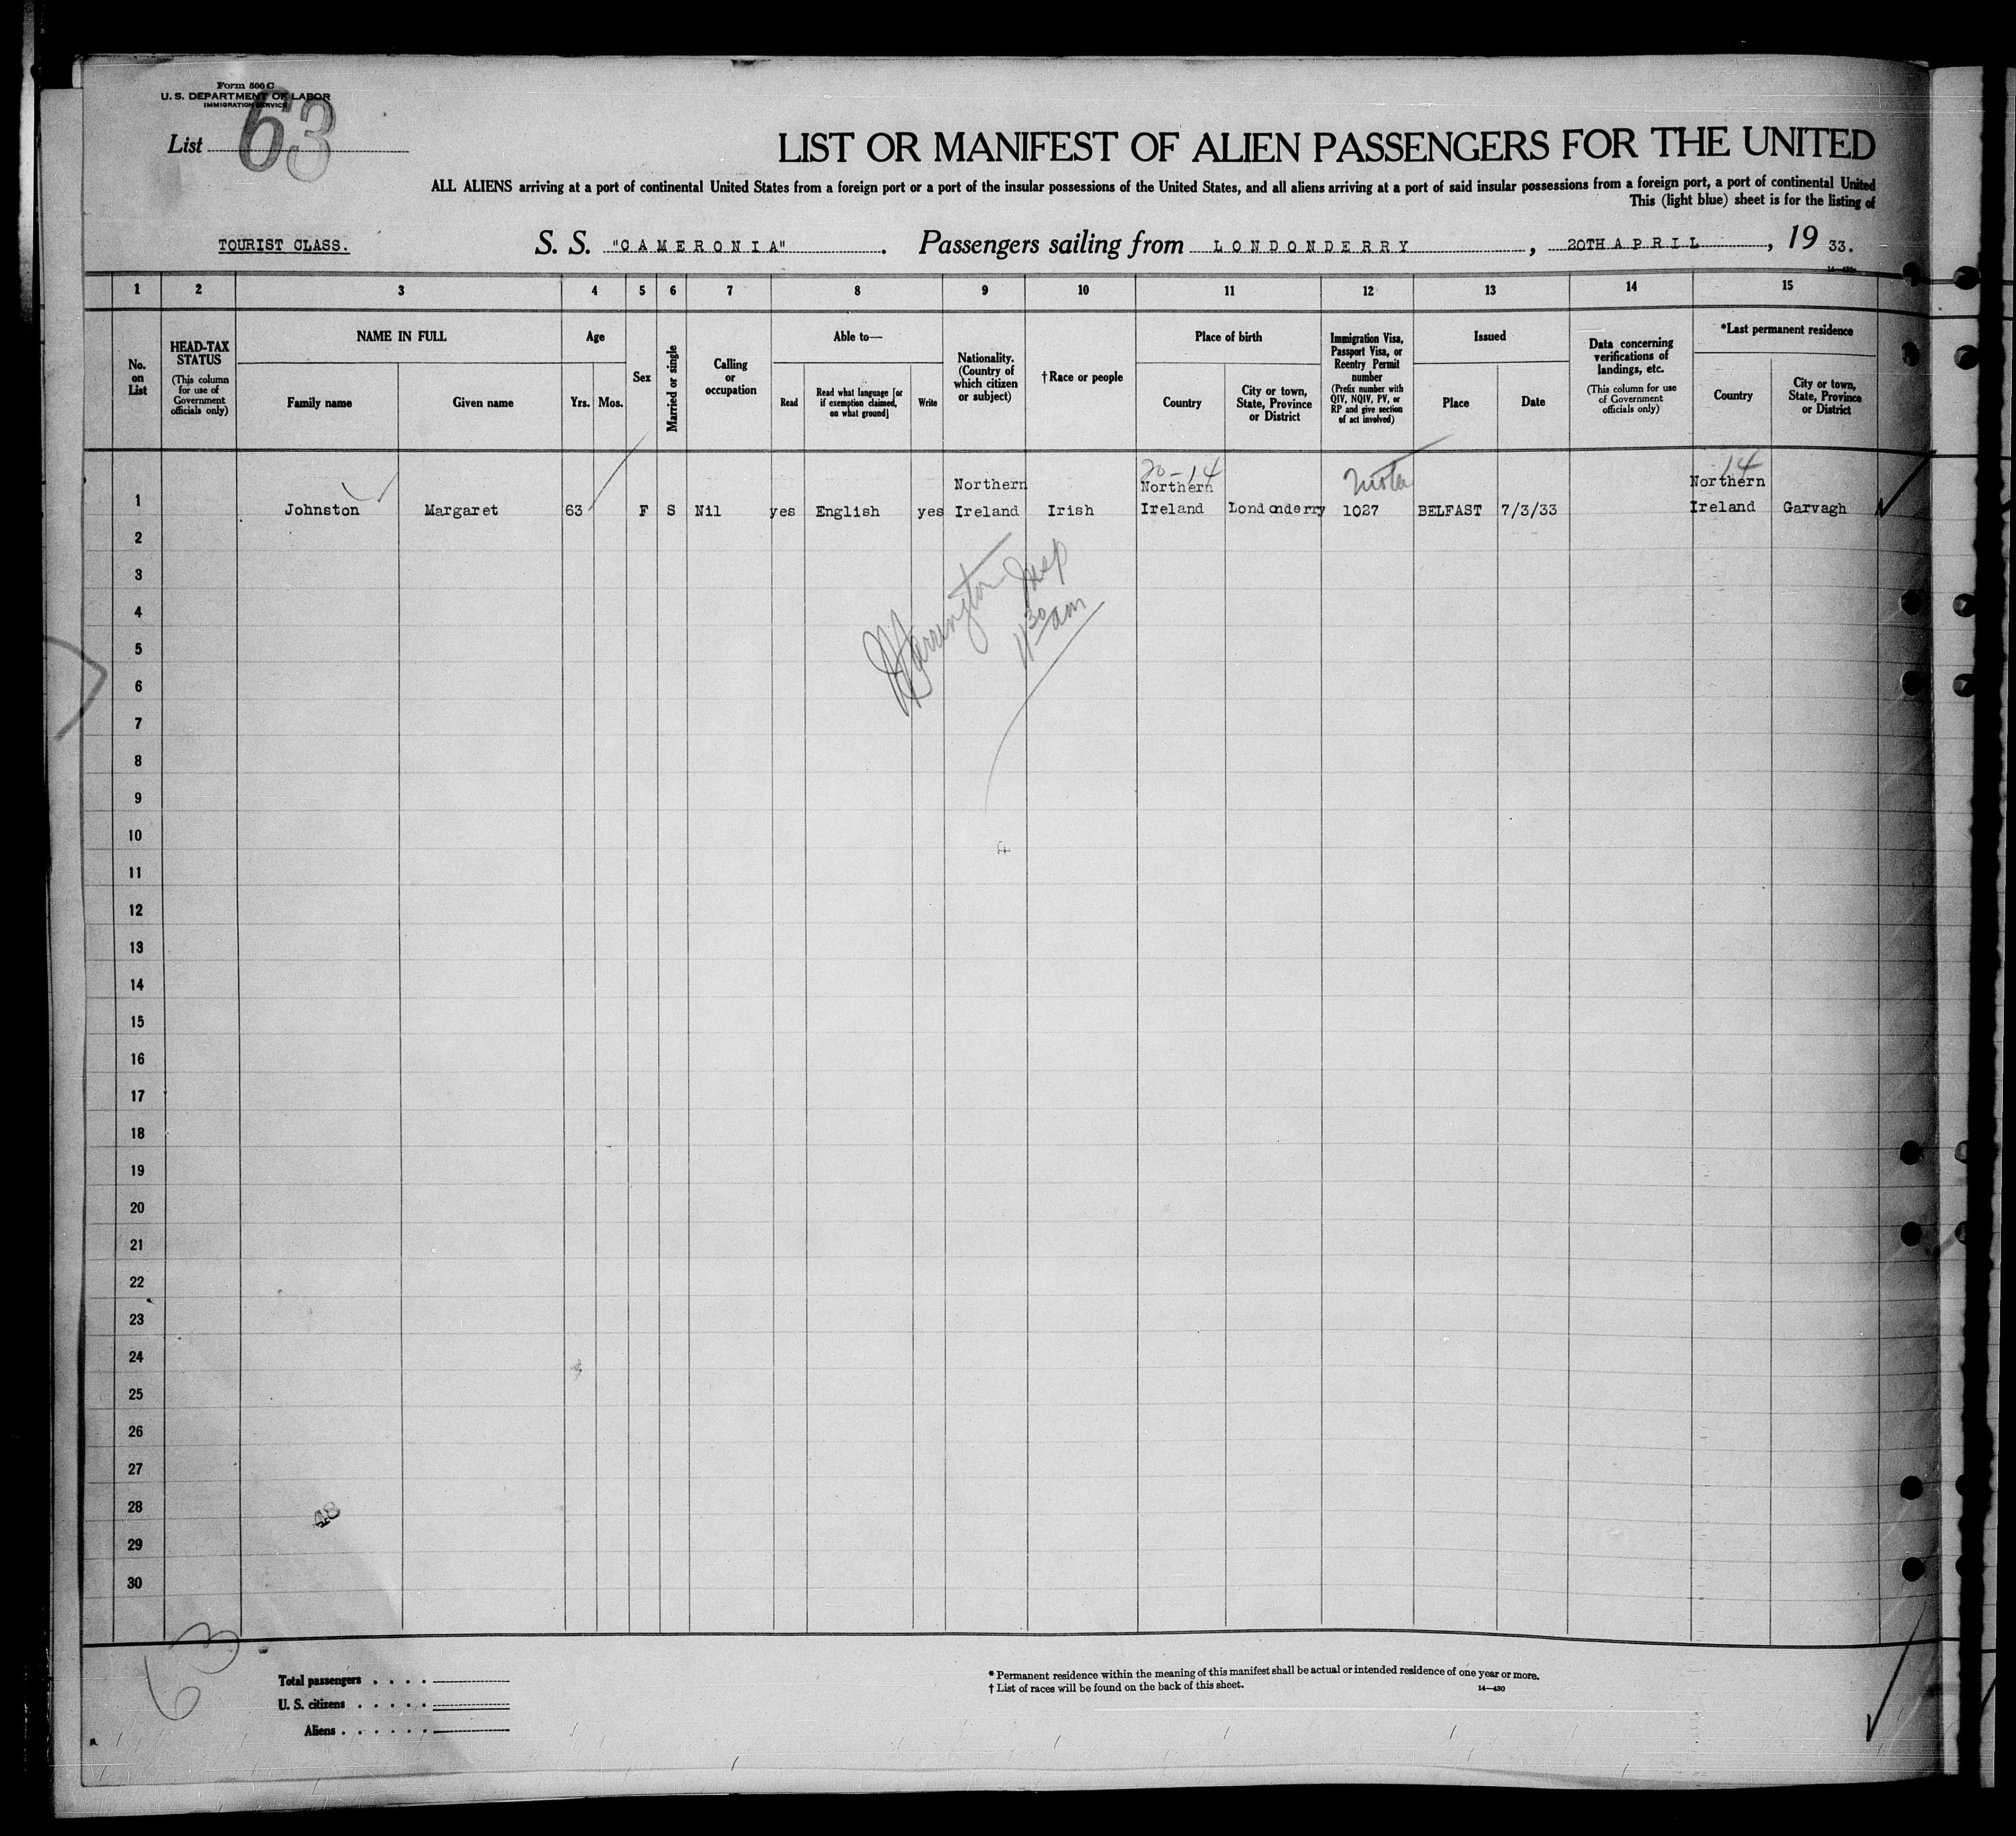 Form 500 C
U. S. DEPARTMENT OF LABOR
IMMIGRATION SERVICE
List 63
LIST OR MANIFEST OF ALIEN PASSENGERS FOR THE UNITED
ALL ALIENS arriving at a port of continental United States from a foreign port or a port of the insular possessions of the United States, and all aliens arriving at a port of said insular possessions from a foreign port, a port of continental United
This (light blue) sheet is for the listing of
TOURIST CLASS. S. S. "CAMERONIA". Passengers sailing from LONDONDERRY, 20TH APRIL, 1933.
1 2 3 4 5 6 7 8 9 10 11 12 13 14 15
No. on List
HEAD-TAX STATUS (This column for use of Government officials only)
NAME IN FULL
Family name Given name
Age
Yrs. Mos.
Sex
Married or single
Calling or occupation
Able to—
Read Read what language [or if exemption claimed, on what ground] Write
Nationality. (Country of which citizen or subject)
†Race or people
Place of birth
Country City or town, State, Province or District
Immigration Visa, Passport Visa, or Reentry Permit number (Prefix number with QIV, NQIV, PV, or RP and give section of act involved)
Issued
Place Date
Data concerning verifications of landings, etc. (This column for use of Government officials only)
*Last permanent residence
Country City or town, State, Province or District
20-14 14
Northern Northern Northern
1 Johnston Margaret 63 F S Nil yes English yes Ireland Irish Ireland Londonderry 1027 BELFAST 7/3/33 Ireland Garvagh
2
3
4
11 30 am
5
6
7
8
9
10
11
12
13
14
15
16
17
18
19
20
21
22
23
24
25
26
27
28
48
29
30
63
Total passengers . . . .
U. S. citizens . . . . .
Aliens . . . . . .
* Permanent residence within the meaning of this manifest shall be actual or intended residence of one year or more.
† List of races will be found on the back of this sheet. 14—430